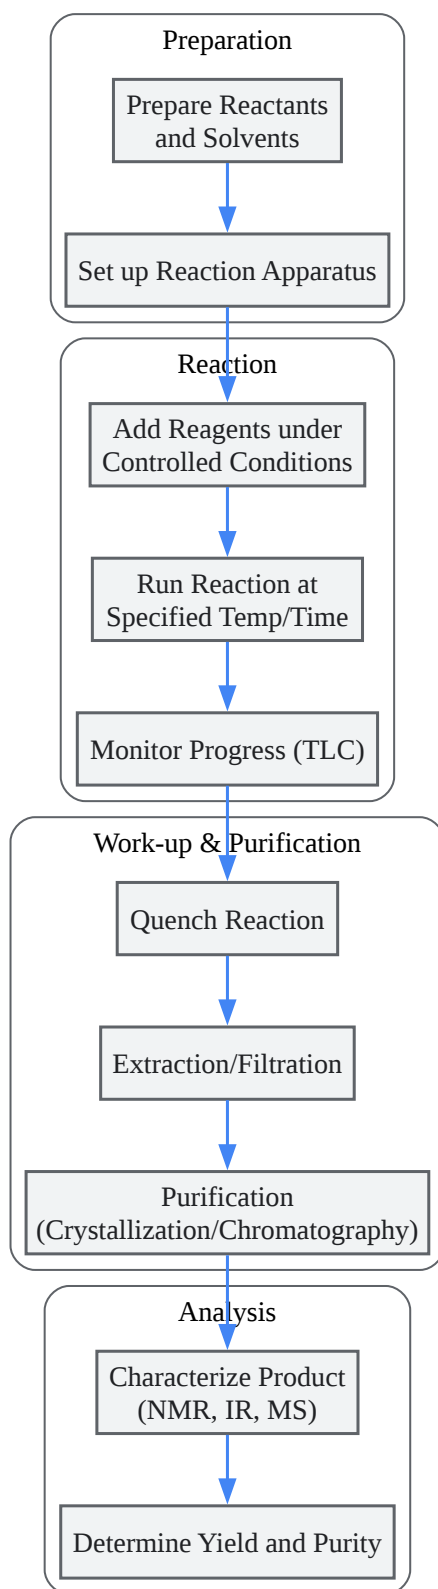 Preparation
Prepare Reactants
and Solvents
Set up Reaction Apparatus
Reaction
Add Reagents under
Controlled Conditions
Run Reaction at
Specified Temp/Time
Monitor Progress (TLC)
Work-up & Purification
Quench Reaction
Extraction/Filtration
Purification
(Crystallization/Chromatography)
Analysis
Characterize Product
(NMR, IR, MS)
Determine Yield and Purity